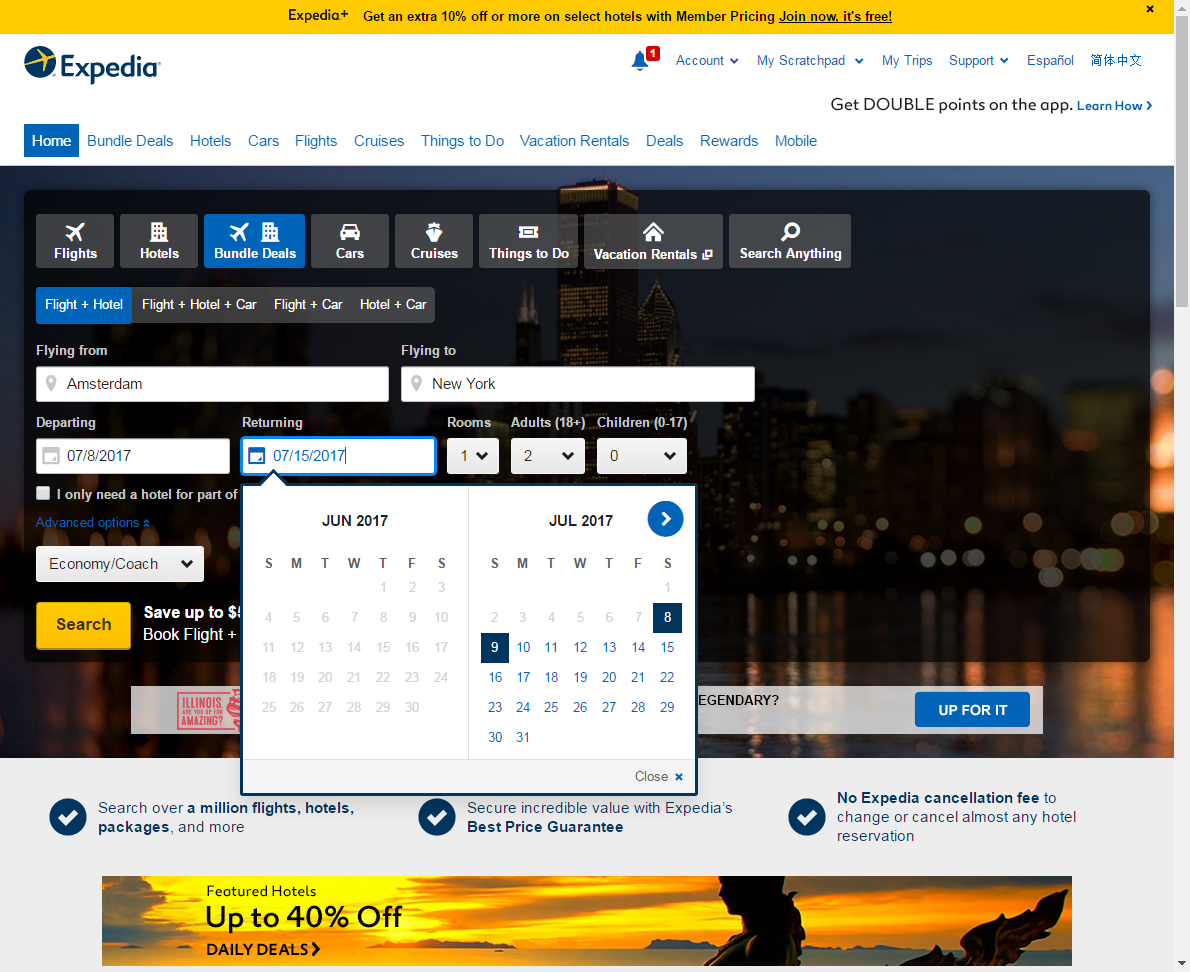 Expedia+ Get an extra 10% off or more on select hotels with Member Pricing Join now, it's free!
Expedia
1 Account My Scratchpad My Trips Support Español 简体中文
Get DOUBLE points on the app. Learn How
Home Bundle Deals Hotels Cars Flights Cruises Things to Do Vacation Rentals Deals Rewards Mobile
Flights Hotels Bundle Deals Cars Cruises Things to Do Vacation Rentals Search Anything
Flight + Hotel Flight + Hotel + Car Flight + Car Hotel + Car
Flying from Flying to
Amsterdam New York
Departing Returning Rooms Adults (18+) Children (0-17)
07/8/2017 07/15/2017 1 2 0
I only need a hotel for part of
Advanced options
Economy/Coach
Search
Save up to $5
Book Flight +
JUN 2017
S M T W T F S
1 2 3
4 5 6 7 8 9 10
11 12 13 14 15 16 17
18 19 20 21 22 23 24
25 26 27 28 29 30
JUL 2017
S M T W T F S
1
2 3 4 5 6 7 8
9 10 11 12 13 14 15
16 17 18 19 20 21 22
23 24 25 26 27 28 29
30 31
Close
ILLINOIS.
ARE YOU UP FOR
AMAZING?
EGENDARY?
UP FOR IT
Search over a million flights, hotels,
packages, and more
Secure incredible value with Expedia's
Best Price Guarantee
No Expedia cancellation fee to
change or cancel almost any hotel
reservation
Featured Hotels
Up to 40% Off
DAILY DEALS